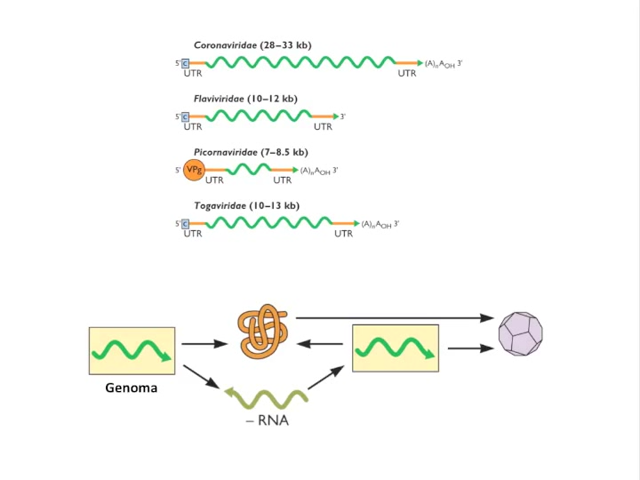 Coronaviridae (28–33 kb)
5' c (A)nAOH 3'
UTR UTR
Flaviviridae (10–12 kb)
5' c 3'
UTR UTR
Picornaviridae (7–8.5 kb)
5' VPg (A)nAOH 3'
UTR UTR
Togaviridae (10–13 kb)
5' c (A)nAOH 3'
UTR UTR
Genoma
– RNA